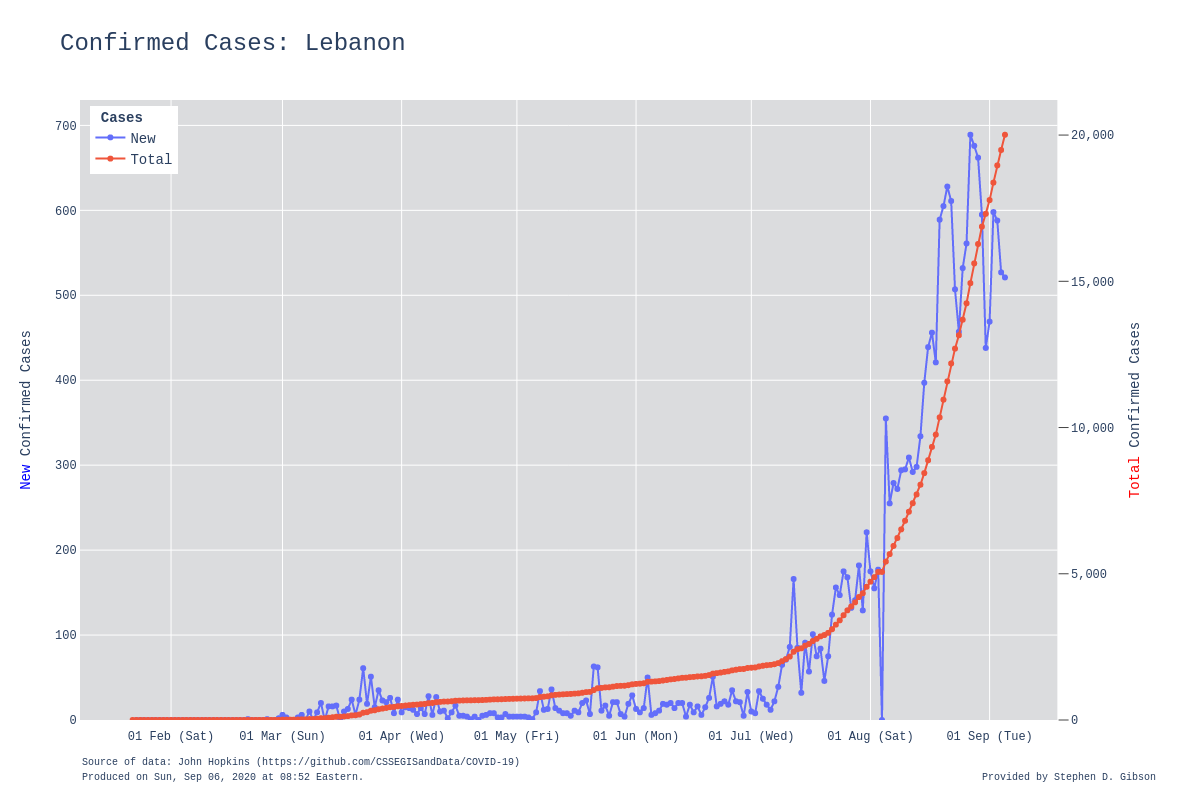 Confirmed Cases: Lebanon
Cases
New
Total
700
600
500
400
300
200
100
0
New Confirmed Cases
20,000
15,000
10,000
5,000
0
Total Confirmed Cases
01 Feb (Sat) 01 Mar (Sun) 01 Apr (Wed) 01 May (Fri) 01 Jun (Mon) 01 Jul (Wed) 01 Aug (Sat) 01 Sep (Tue)
Source of data: John Hopkins (https://github.com/CSSEGISandData/COVID-19)
Produced on Sun, Sep 06, 2020 at 08:52 Eastern.
Provided by Stephen D. Gibson